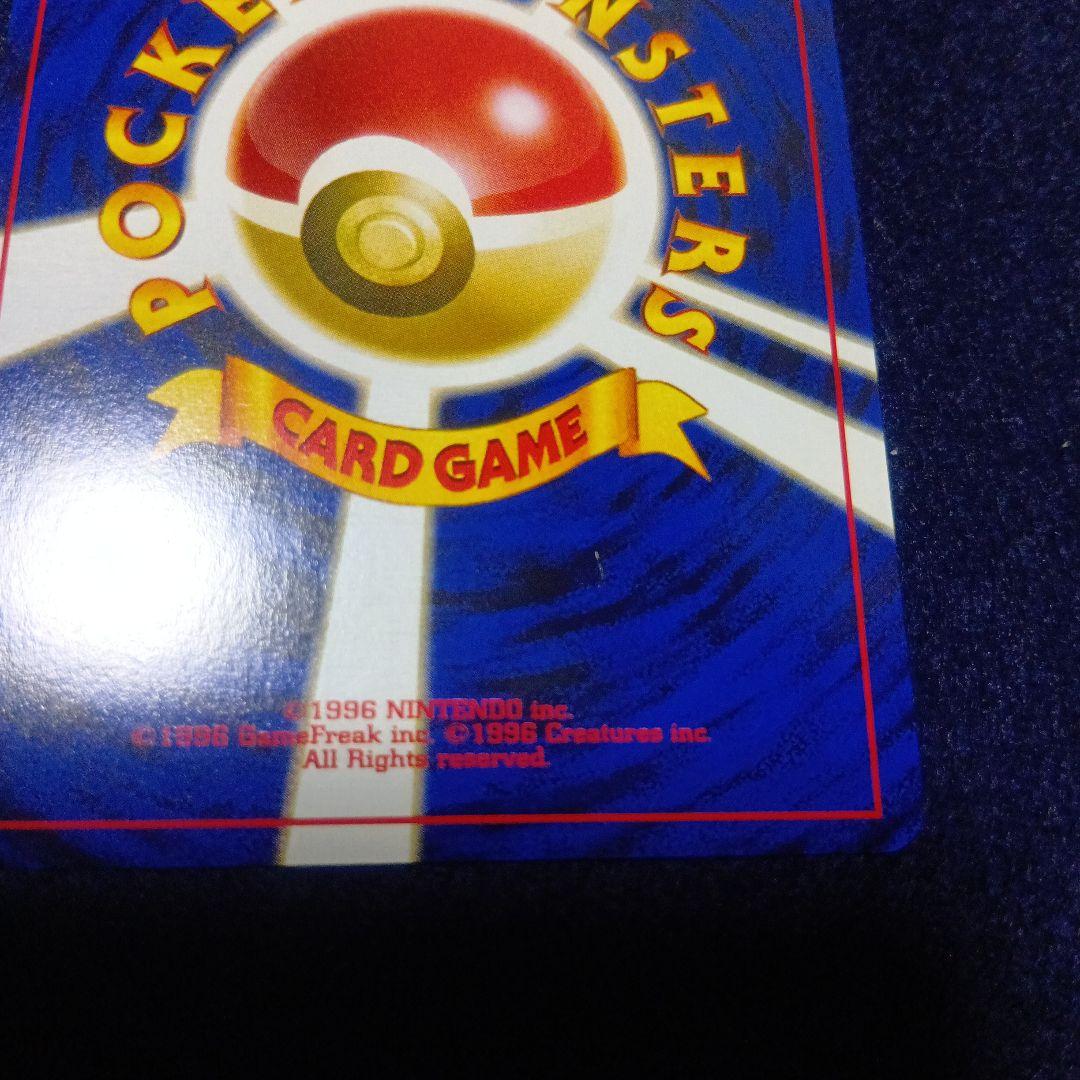 POCKE NSTERS
CARD GAME
©1996 NINTENDO inc.
©1996 GameFreak inc. ©1996 Creatures inc.
All Rights reserved.